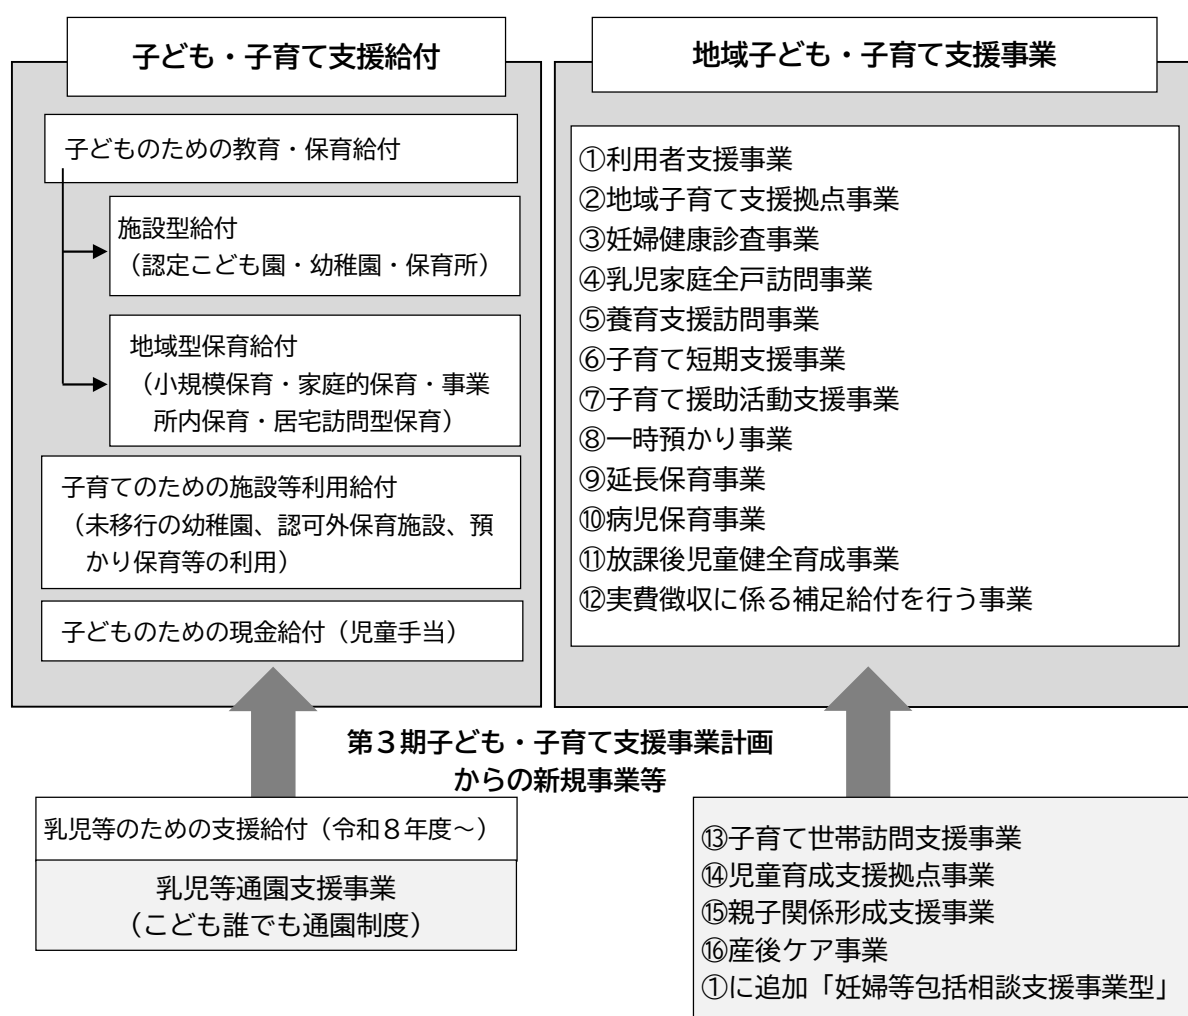 子ども・子育て支援給付
子どものための教育・保育給付
施設型給付
（認定こども園・幼稚園・保育所）
地域型保育給付
（小規模保育・家庭的保育・事業
所内保育・居宅訪問型保育）
子育てのための施設等利用給付
（未移行の幼稚園、認可外保育施設、預
かり保育等の利用）
子どものための現金給付（児童手当）
地域子ども・子育て支援事業
①利用者支援事業
②地域子育て支援拠点事業
③妊婦健康診査事業
④乳児家庭全戸訪問事業
⑤養育支援訪問事業
⑥子育て短期支援事業
⑦子育て援助活動支援事業
⑧一時預かり事業
⑨延長保育事業
⑩病児保育事業
⑪放課後児童健全育成事業
⑫実費徴収に係る補足給付を行う事業
第３期子ども・子育て支援事業計画
からの新規事業等
乳児等のための支援給付（令和８年度～）
乳児等通園支援事業
（こども誰でも通園制度）
⑬子育て世帯訪問支援事業
⑭児童育成支援拠点事業
⑮親子関係形成支援事業
⑯産後ケア事業
①に追加「妊婦等包括相談支援事業型」